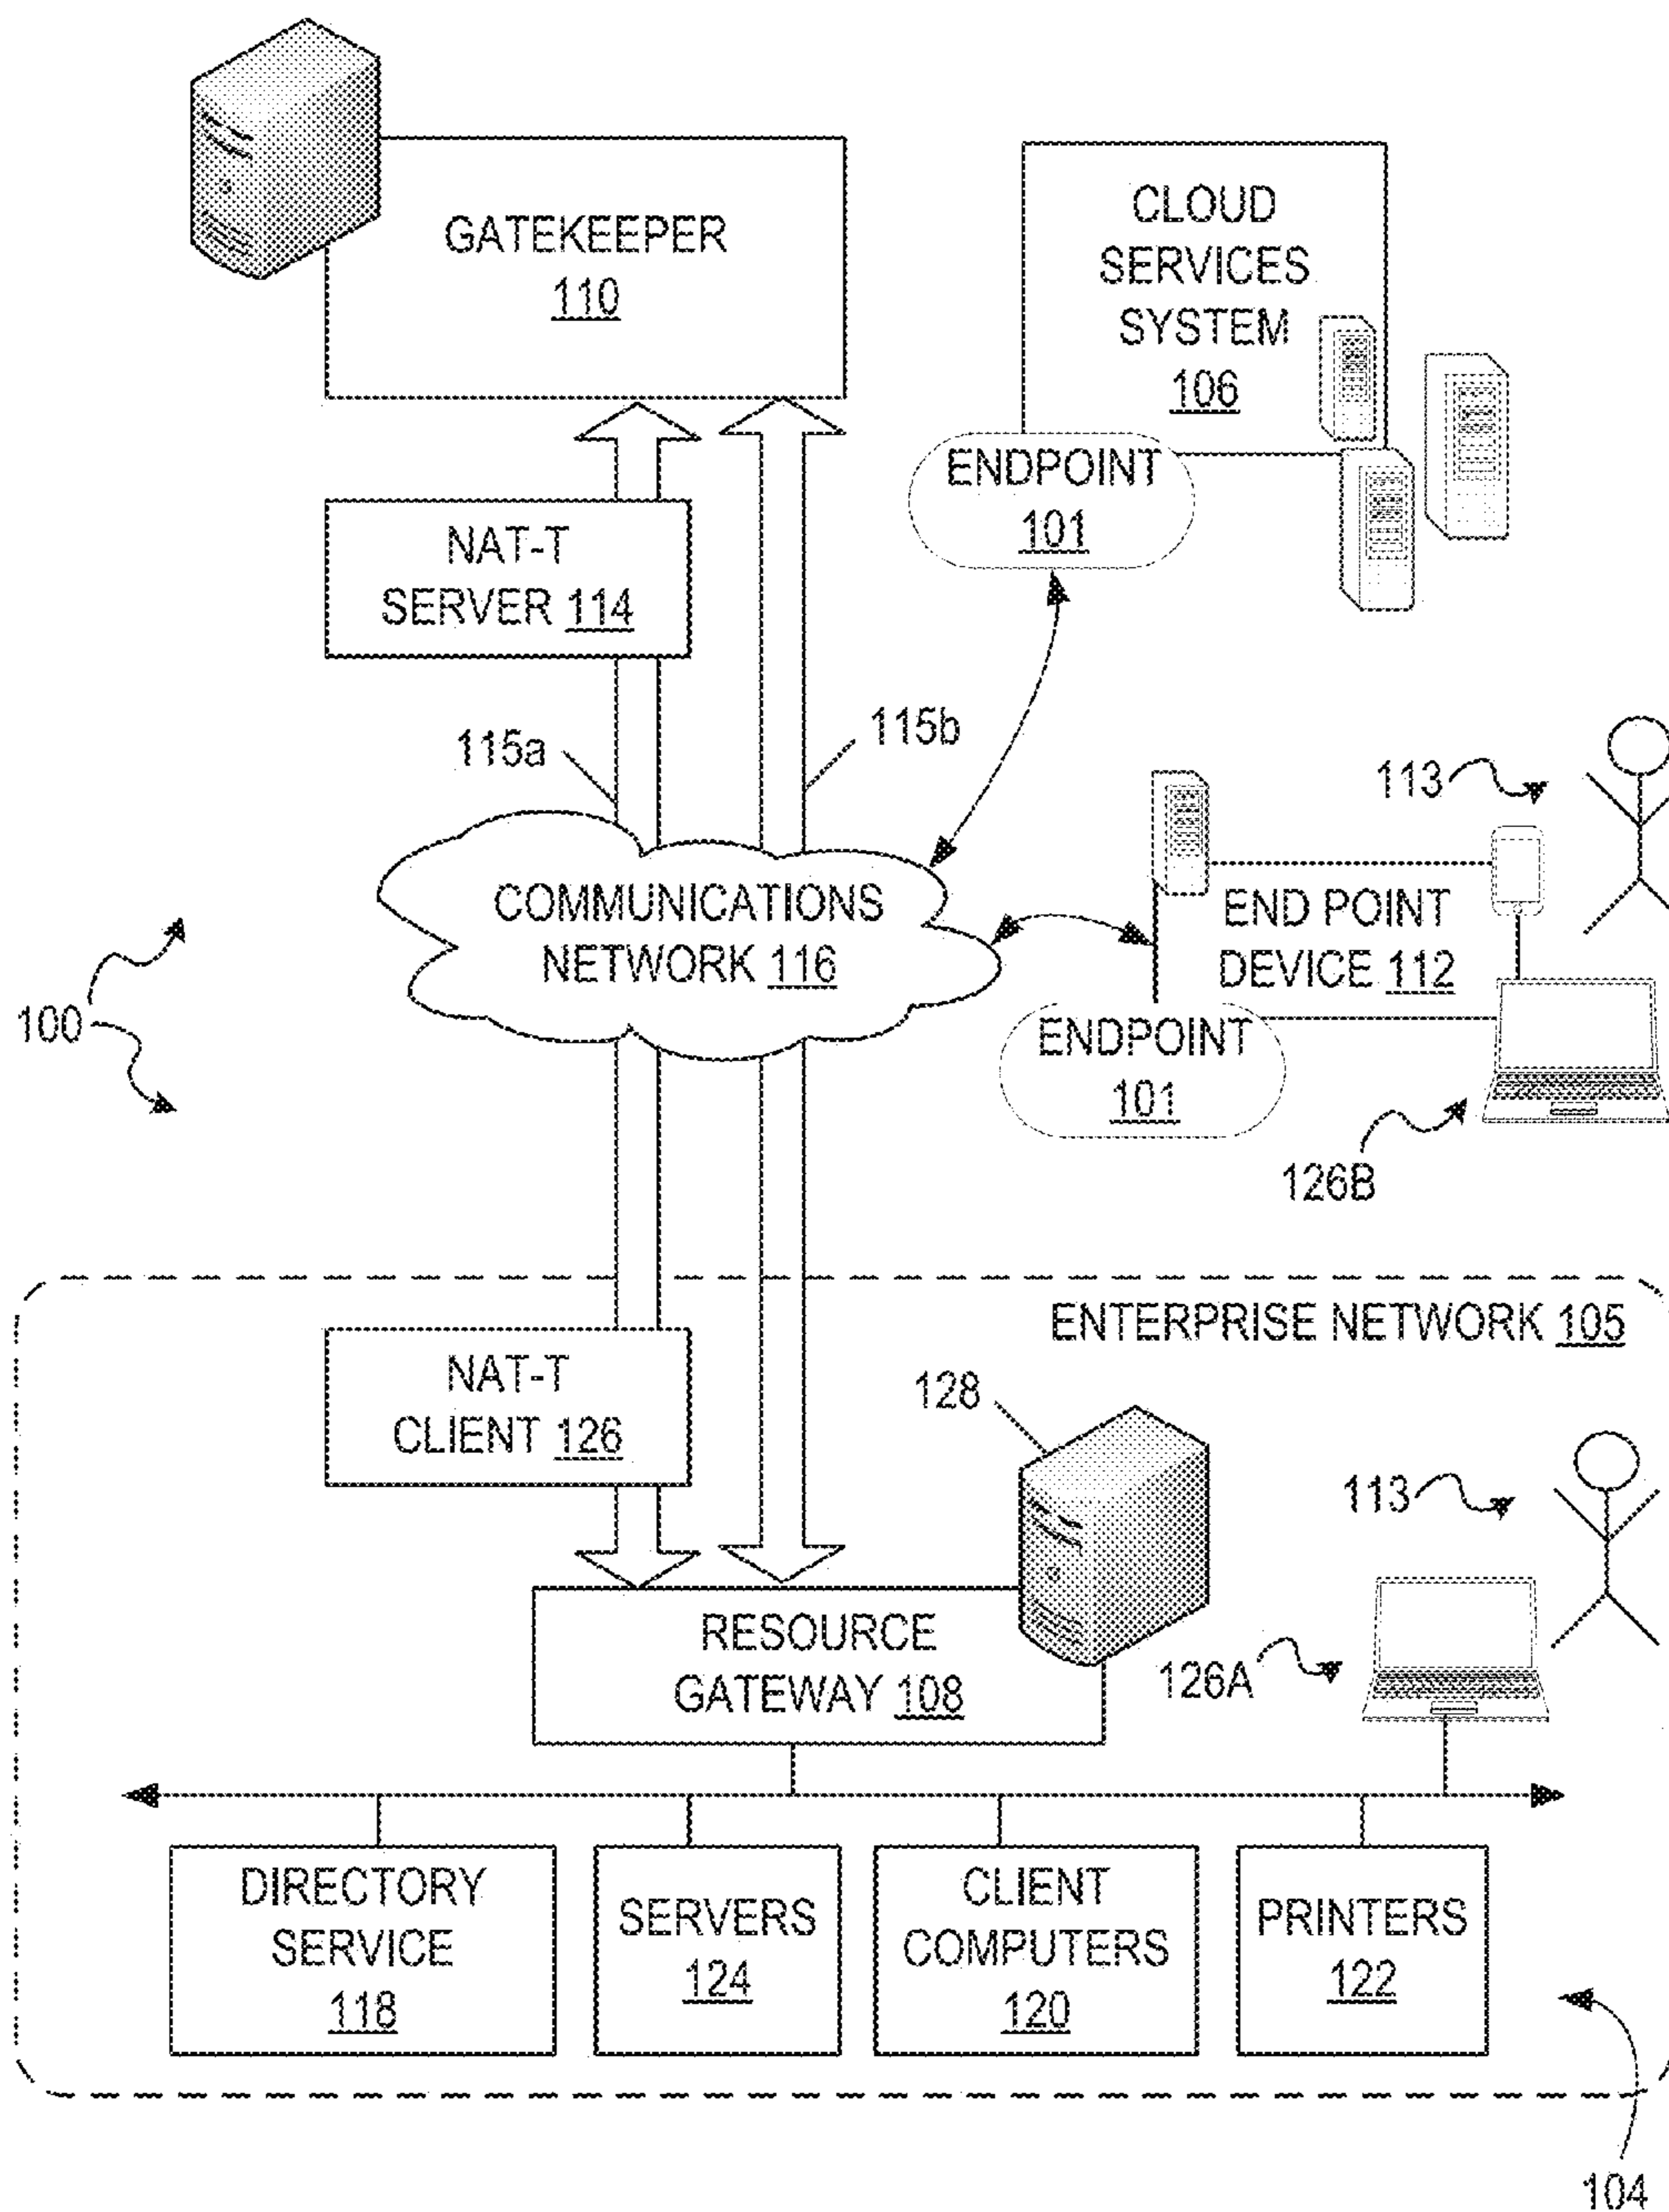 GATEKEEPER
110
CLOUD
SERVICES
SYSTEM
106
ENDPOINT
101
NAT-T
SERVER 114
115a
115b
113
COMMUNICATIONS
NETWORK 116
END POINT
DEVICE 112
100
ENDPOINT
101
126B
ENTERPRISE NETWORK 105
NAT-T
CLIENT 126
128
113
RESOURCE
GATEWAY 108
126A
DIRECTORY
SERVICE
118
SERVERS
124
CLIENT
COMPUTERS
120
PRINTERS
122
104